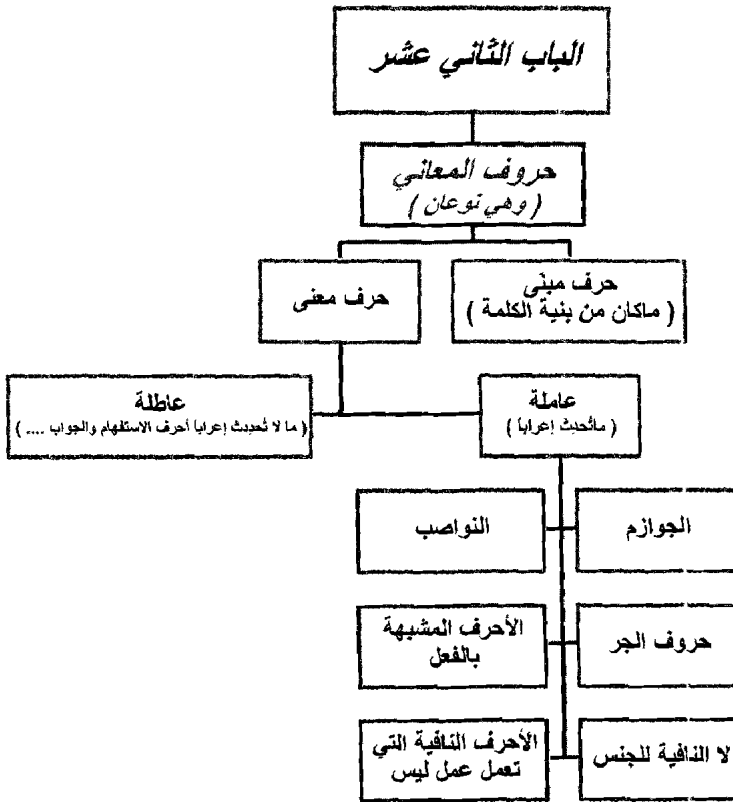 الباب الثاني عشر
حروف المعاني
( وهي نوعان )
حرف مبنى
( ماكان من بنية الكلمة )
حرف معنى
عاملة
( ماتُحدِث إعراباً )
عاطلة
( ما لا تُحدِث إعراباً أحرف الاستفهام والجواب .... )
الجوازم
النواصب
حروف الجر
الأحرف المشبهة
بالفعل
لا النافية للجنس
الأحرف النافية التي
تعمل عمل ليس